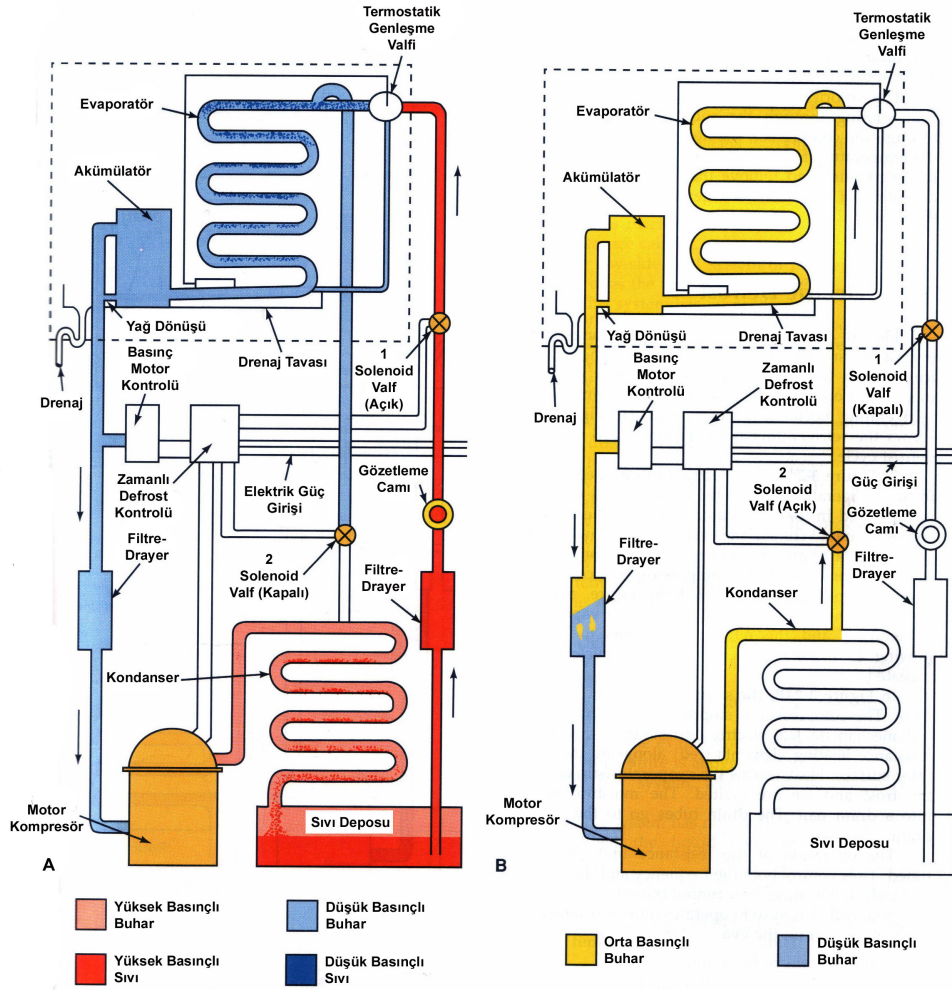 Termostatik
Genleşme
Valfi
Evaporatör
Akümülatör
Yağ Dönüşü
Drenaj Tavası
Drenaj
Basınç
Motor
Kontrolü
1
Solenoid
Valf
(Açık)
Zamanlı
Defrost
Kontrolü
Elektrik Güç
Girişi
Gözetleme
Camı
Filtre-
Drayer
2
Solenoid
Valf (Kapalı)
Filtre-
Drayer
Kondanser
Motor
Kompresör
Sıvı Deposu
A
Yüksek Basınçlı
Buhar
Düşük Basınçlı
Buhar
Yüksek Basınçlı
Sıvı
Düşük Basınçlı
Sıvı
Termostatik
Genleşme
Valfi
Evaporatör
Akümülatör
Yağ Dönüşü
Drenaj Tavası
Drenaj
Basınç
Motor
Kontrolü
Zamanlı
Defrost
Kontrolü
1
Solenoid
Valf
(Kapalı)
2
Solenoid
Valf (Açık)
Güç Girişi
Gözetleme
Camı
Filtre-
Drayer
Filtre-
Drayer
Kondanser
Motor
Kompresör
Sıvı Deposu
B
Orta Basınçlı
Buhar
Düşük Basınçlı
Buhar